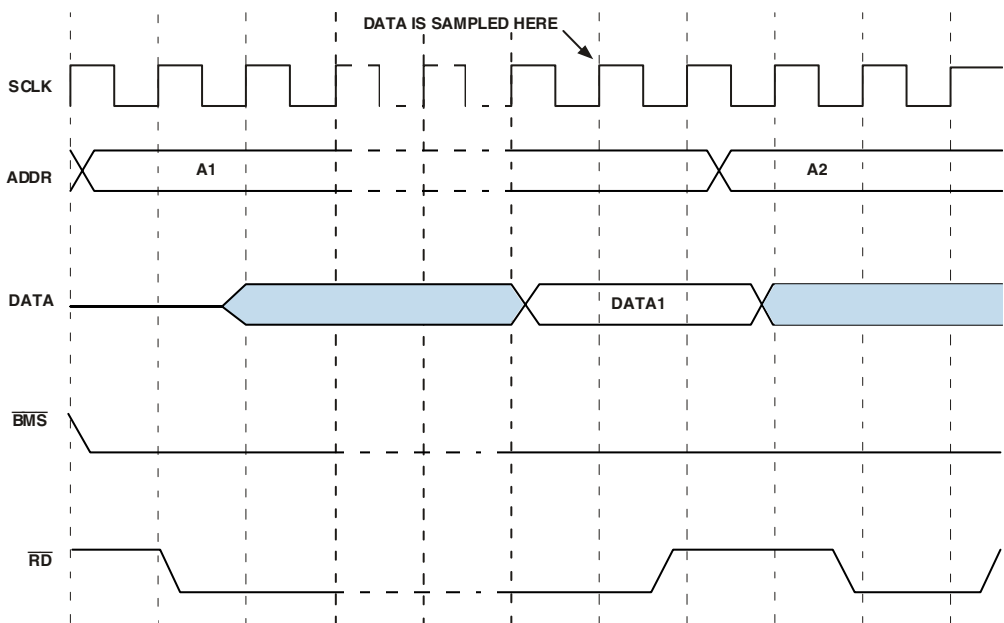 DATA IS SAMPLED HERE
SCLK
ADDR
A1
A2
DATA
DATA1
BMS
RD